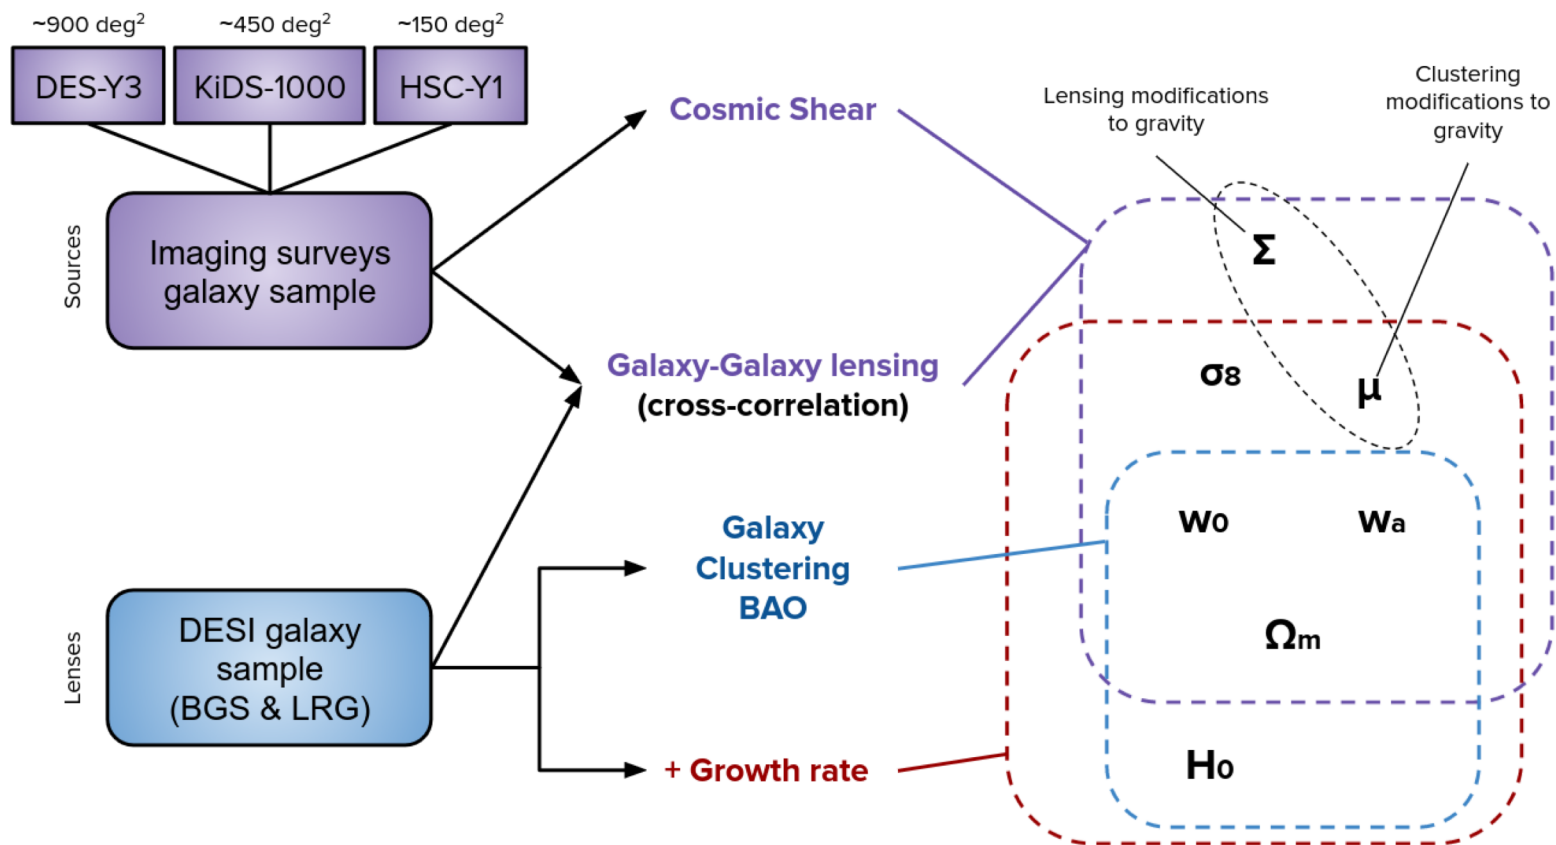 ~900 deg²
~450 deg²
~150 deg²
DES-Y3
KiDS-1000
HSC-Y1
Sources
Imaging surveys
galaxy sample
Lenses
DESI galaxy
sample
(BGS & LRG)
Cosmic Shear
Galaxy-Galaxy lensing
(cross-correlation)
Galaxy
Clustering
BAO
+ Growth rate
Lensing modifications
to gravity
Clustering
modifications to
gravity
Σ
σ8
μ
w0
wa
Ωm
H0